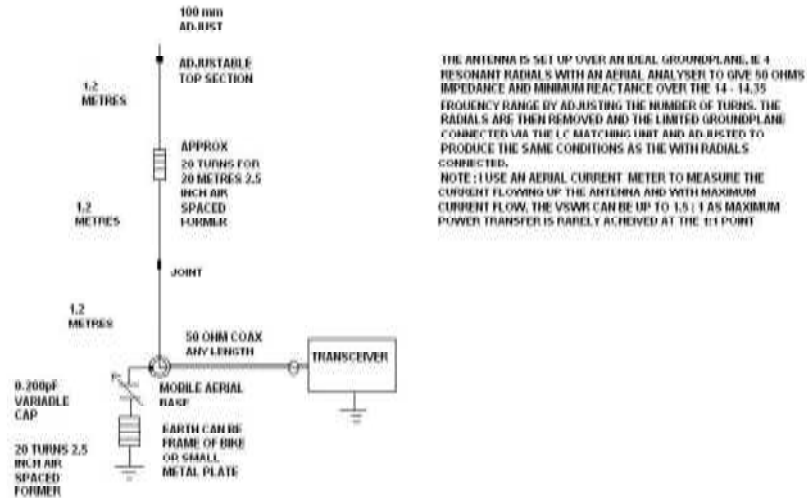 100 mm
ADJUST
ADJUSTABLE
TOP SECTION
1.2
METRES
APPROX
20 TURNS FOR
20 METRES 2.5
INCH AIR
SPACED
FORMER
1.2
METRES
JOINT
1.2
METRES
50 OHM COAX
ANY LENGTH
TRANSCEIVER
MOBILE AERIAL
BASE
0.200pF
VARIABLE
CAP
EARTH CAN BE
FRAME OF BIKE
OR SMALL
METAL PLATE
20 TURNS 2.5
INCH AIR
SPACED
FORMER
THE ANTENNA IS SET UP OVER AN IDEAL GROUNDPLANE, IE 4
RESONANT RADIALS WITH AN AERIAL ANALYSER TO GIVE 50 OHMS
IMPEDANCE AND MINIMUM REACTANCE OVER THE 14 - 14.35
FROUENCY RANGE BY ADJUSTING THE NUMBER OF TURNS. THE
RADIALS ARE THEN REMOVED AND THE LIMITED GROUNDPLANE
CONNECTED VIA THE LC MATCHING UNIT AND ADJUSTED TO
PRODUCE THE SAME CONDITIONS AS THE WITH RADIALS
CONNECTED.
NOTE : I USE AN AERIAL CURRENT METER TO MEASURE THE
CURRENT FLOWING UP THE ANTENNA AND WITH MAXIMUM
CURRENT FLOW, THE VSWR CAN BE UP TO 1.5 : 1 AS MAXIMUM
POWER TRANSFER IS RARELY ACHEIVED AT THE 1:1 POINT